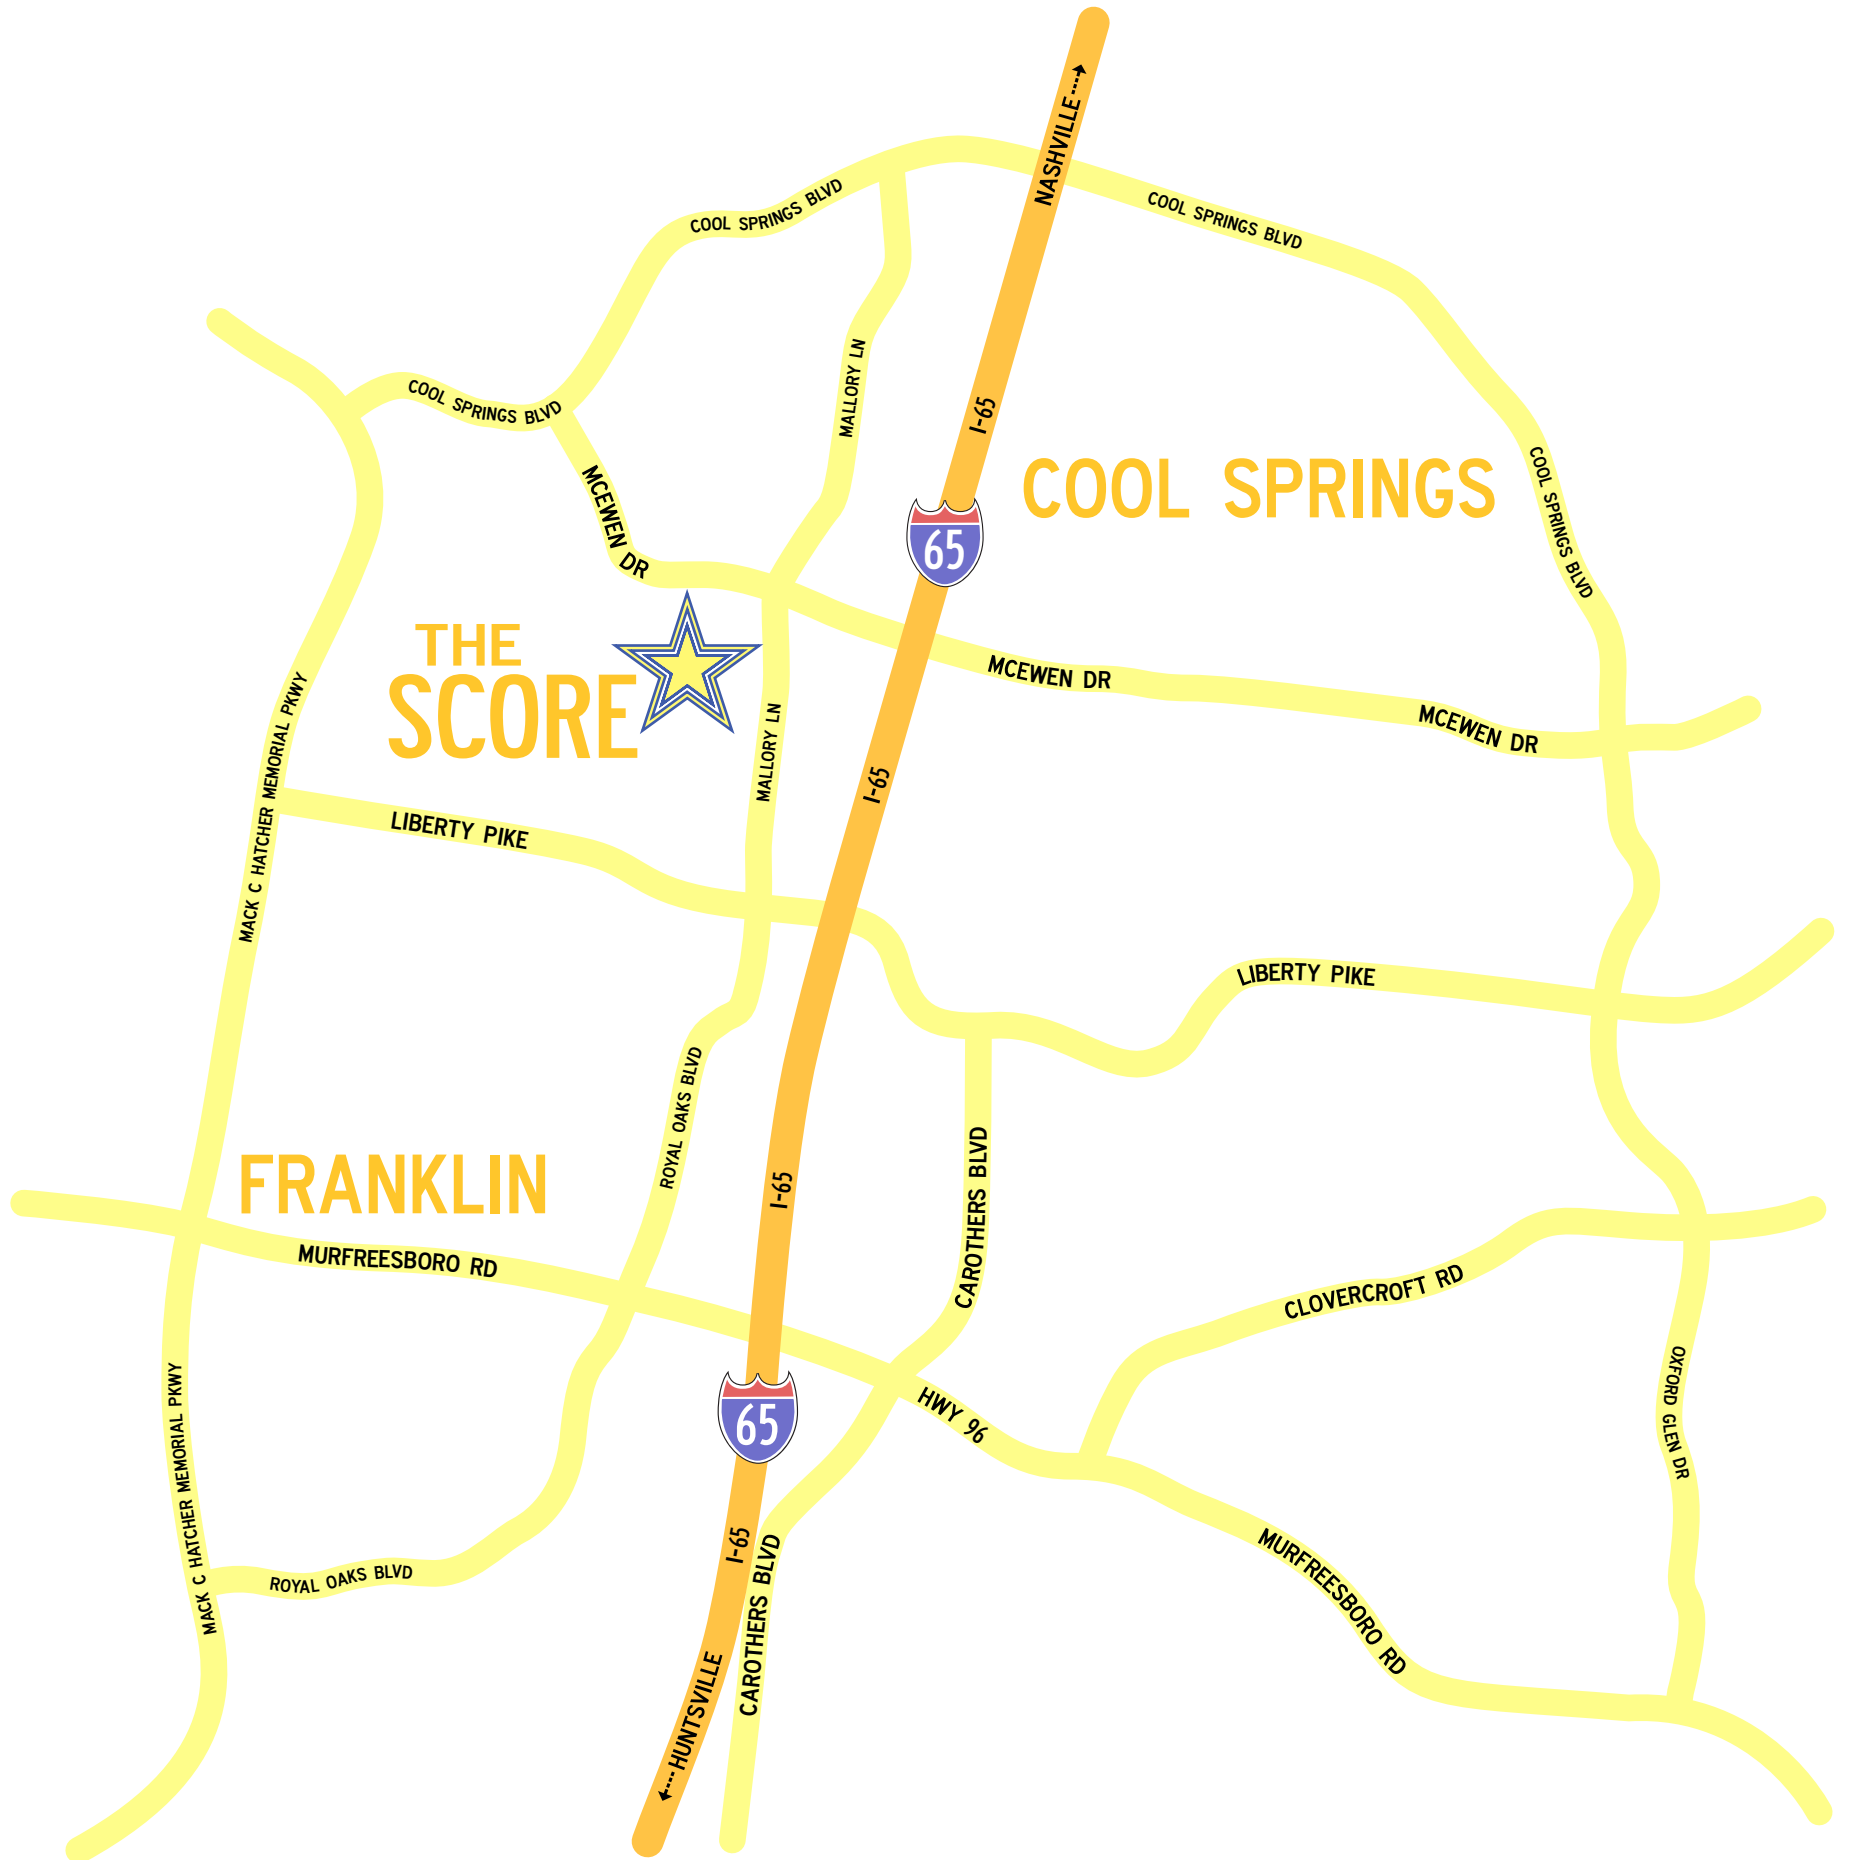 NASHVILLE
COOL SPRINGS BLVD
COOL SPRINGS BLVD
MALLORY LN
COOL SPRINGS BLVD
I-65
MCEWEN DR
COOL SPRINGS
COOL SPRINGS BLVD
65
THE
SCORE
MCEWEN DR
MCEWEN DR
MALLORY LN
I-65
MACK C HATCHER MEMORIAL PKWY
LIBERTY PIKE
LIBERTY PIKE
ROYAL OAKS BLVD
FRANKLIN
I-65
CAROTHERS BLVD
MURFREESBORO RD
CLOVERCROFT RD
OXFORD GLEN DR
HWY 96
65
MACK C HATCHER MEMORIAL PKWY
I-65
MURFREESBORO RD
ROYAL OAKS BLVD
CAROTHERS BLVD
HUNTSVILLE